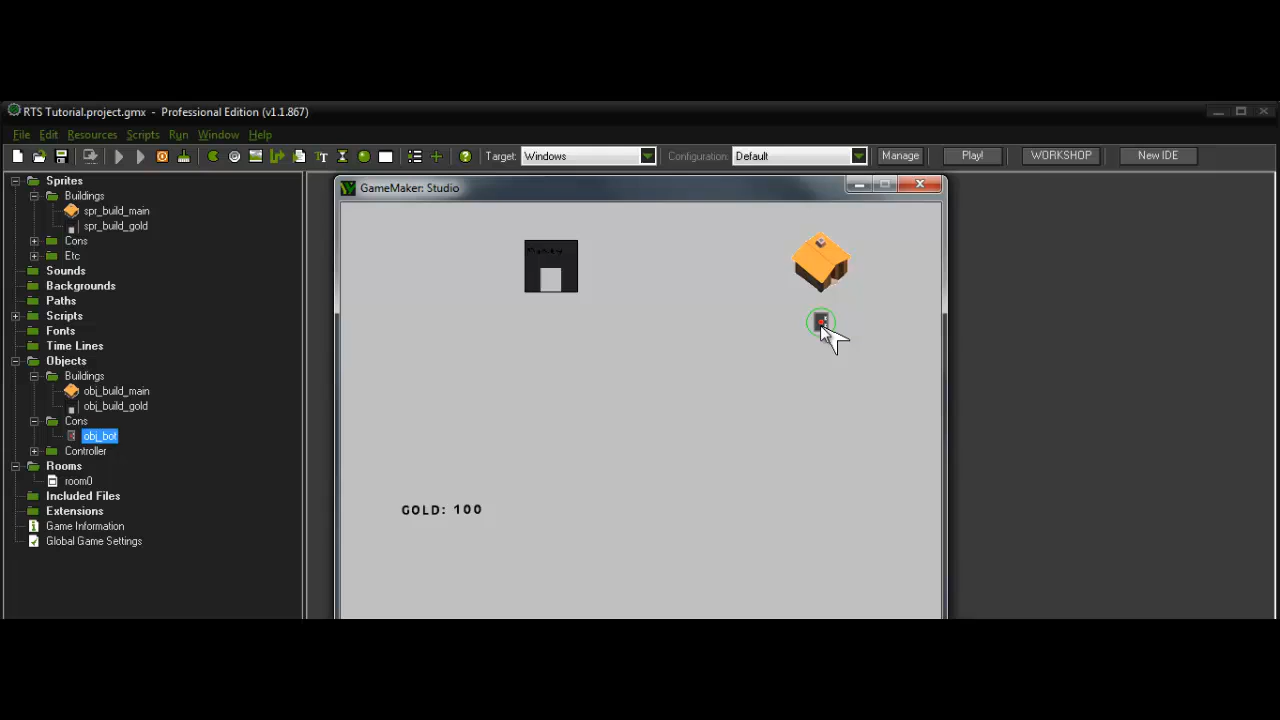 RTS Tutorial.project.gmx - Professional Edition (v1.1.867)
File Edit Resources Scripts Run Window Help
Target: Windows Configuration: Default Manage Play! WORKSHOP New IDE
Sprites
Buildings
spr_build_main
spr_build_gold
Cons
Etc
Sounds
Backgrounds
Paths
Scripts
Fonts
Time Lines
Objects
Buildings
obj_build_main
obj_build_gold
Cons
obj_bot
Controller
Rooms
room0
Included Files
Extensions
Game Information
Global Game Settings
GameMaker: Studio
GOLD: 100